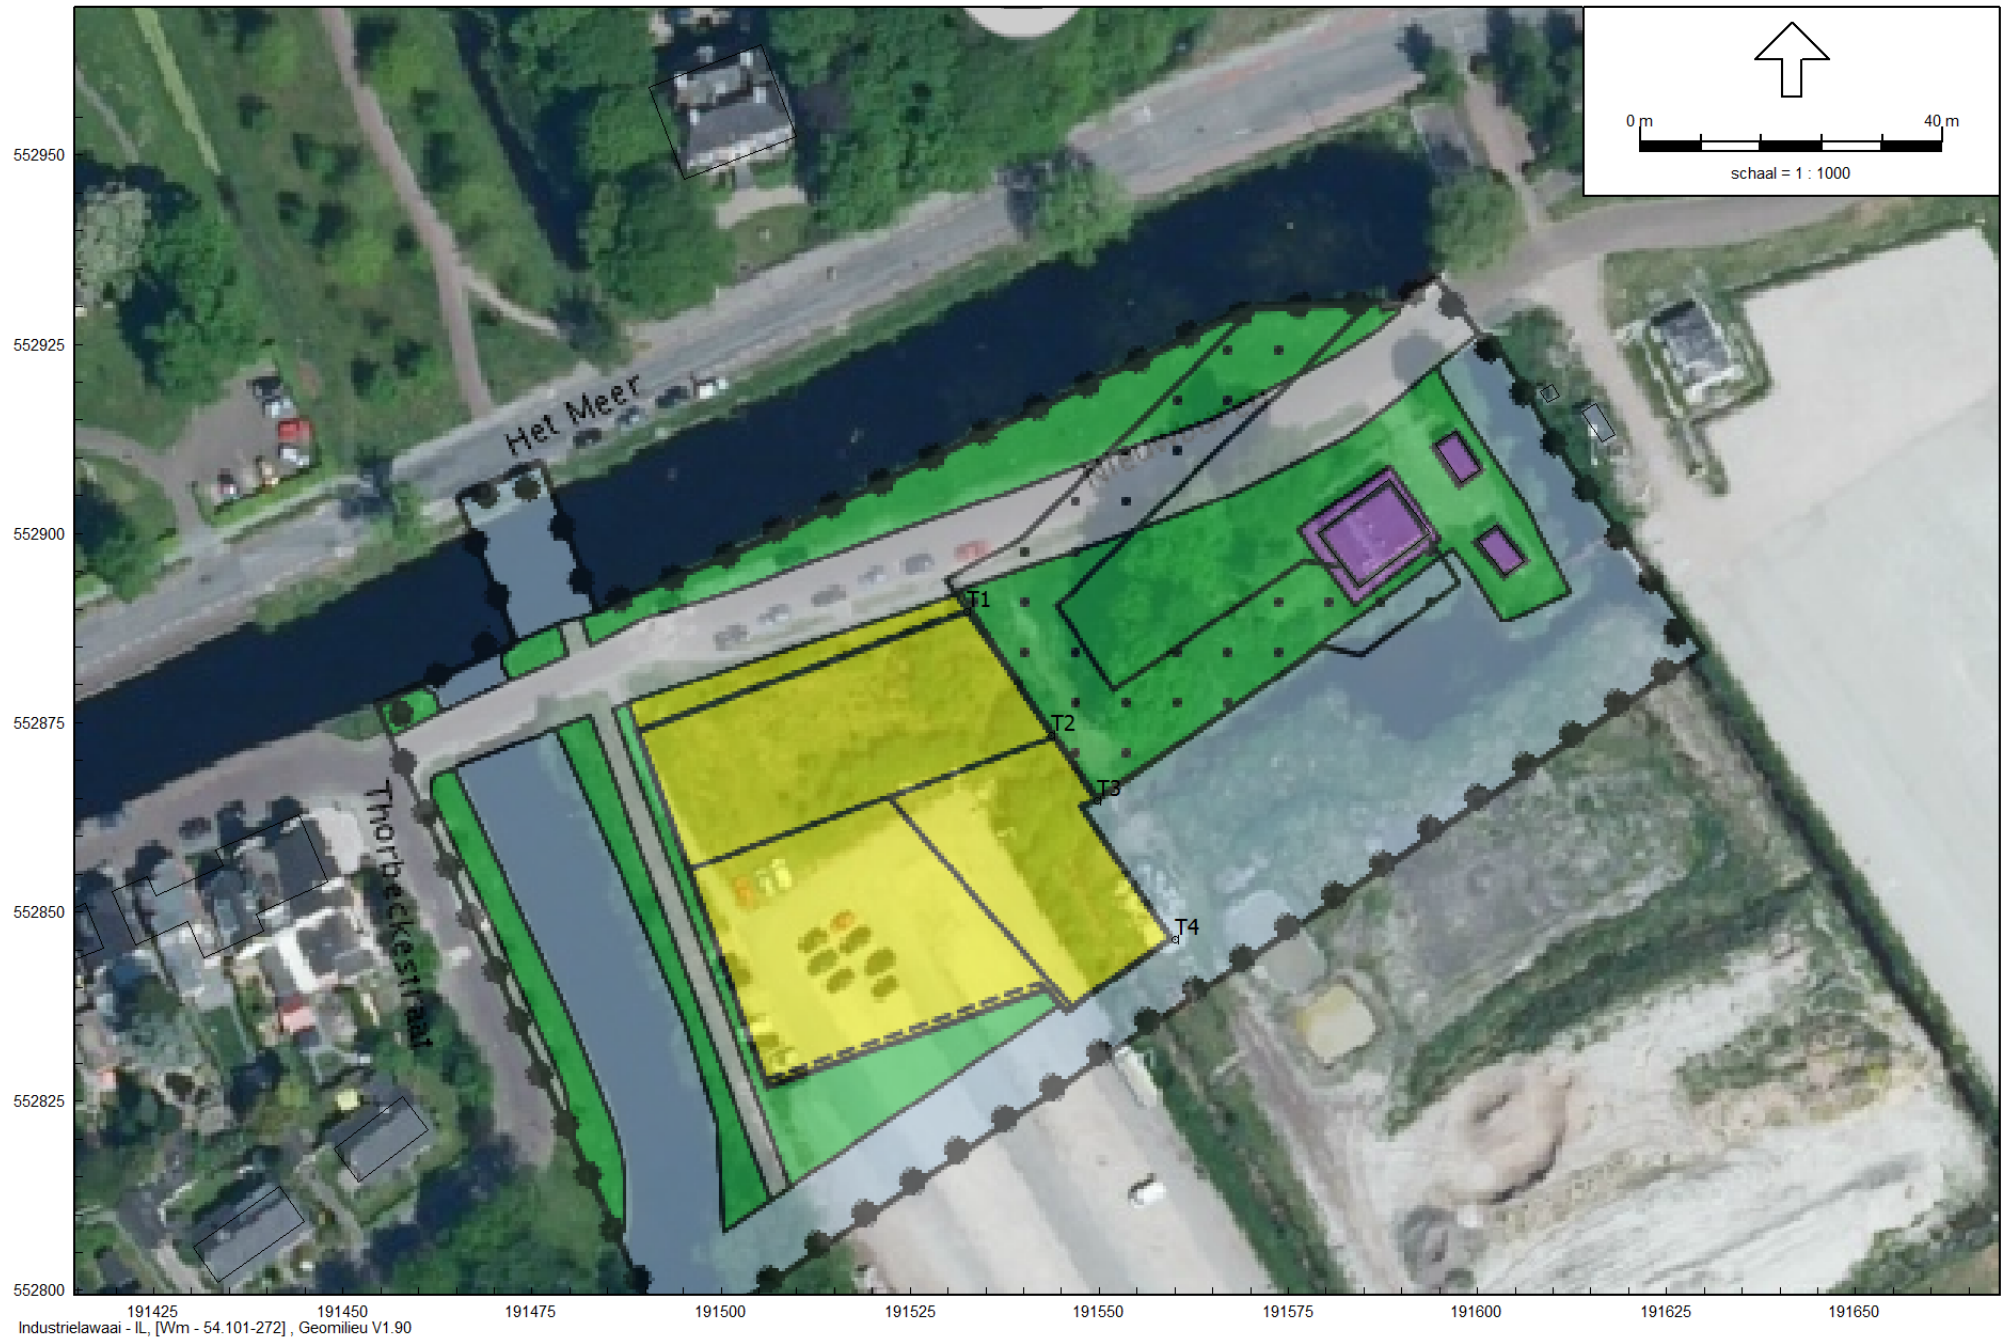 0 m 40 m
schaal = 1 : 1000
552950
552925
552900
552875
552850
552825
552800
Het Meer
Thorbeckestraat
T1
T2
T3
T4
191425 191450 191475 191500 191525 191550 191575 191600 191625 191650
Industrielawaai - IL, [Wm - 54.101-272] , Geomilieu V1.90